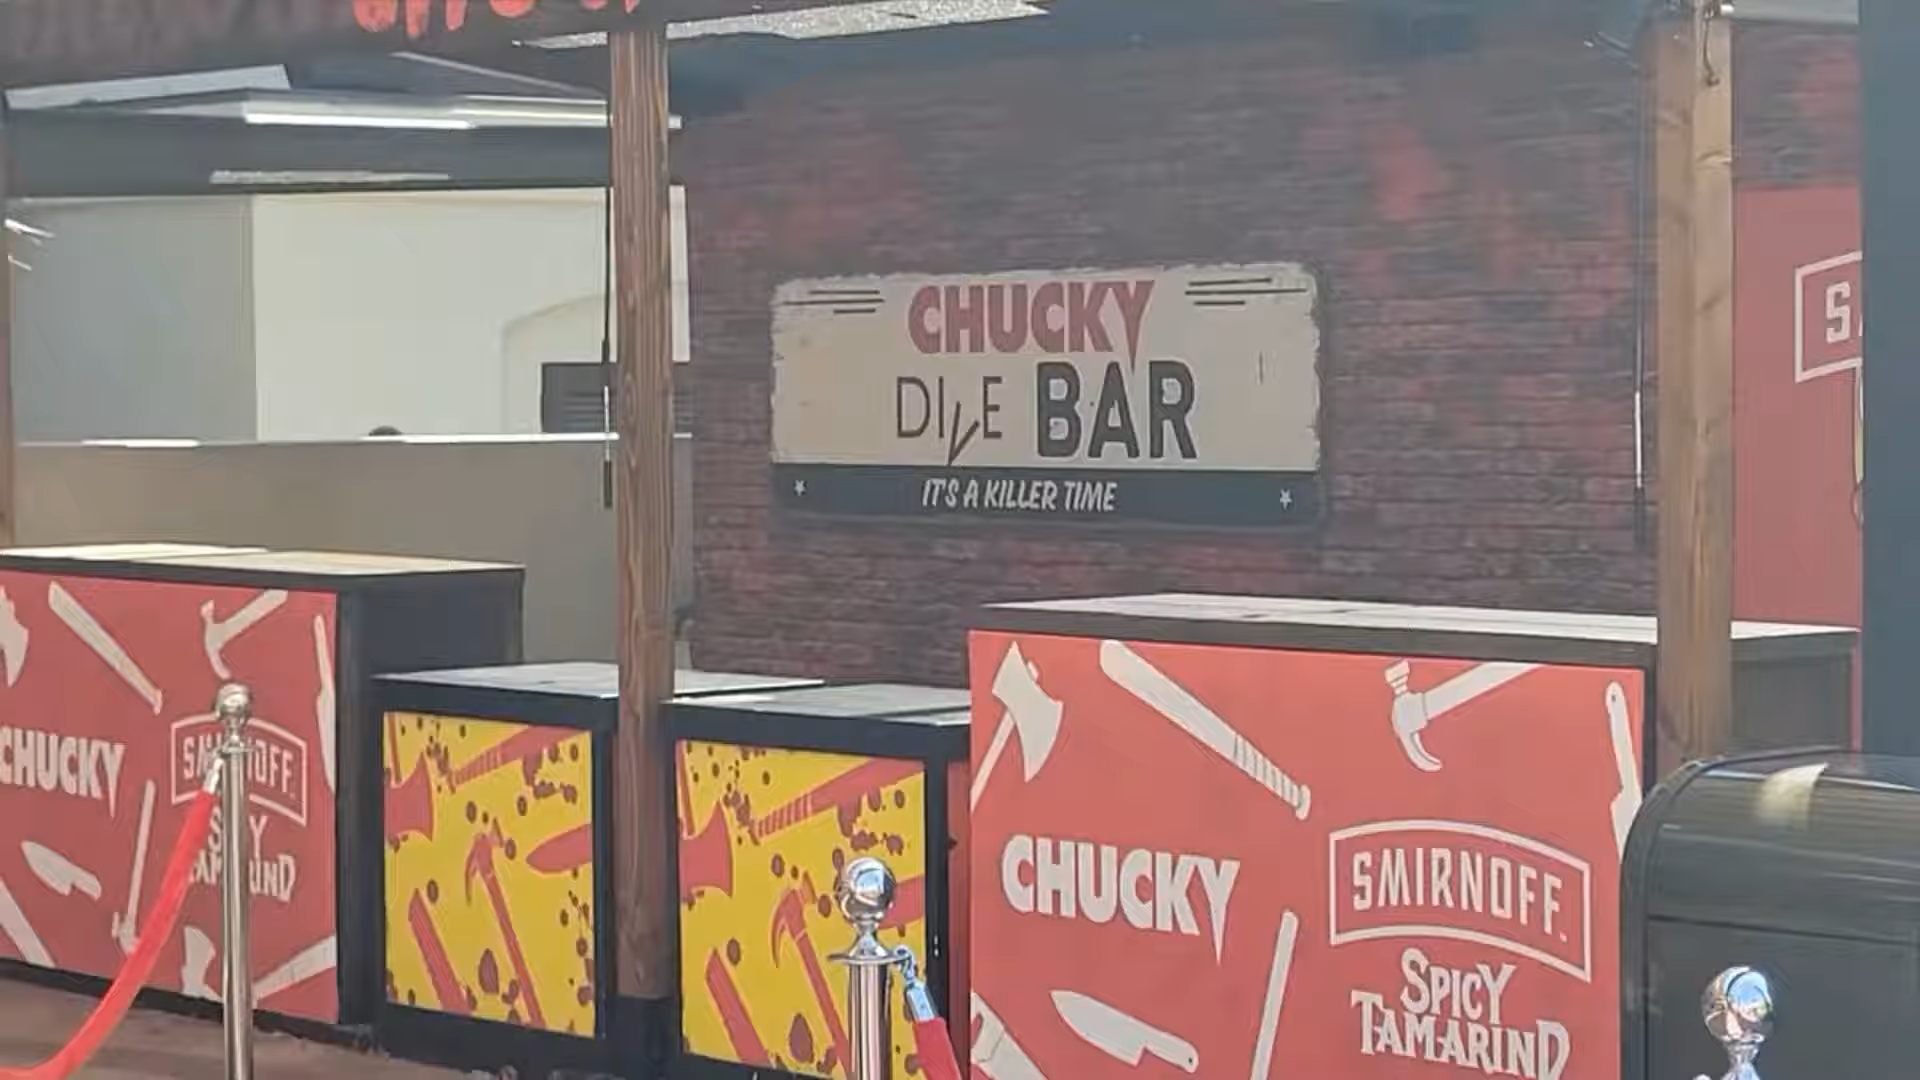 CHUCKY
DIVE BAR
IT'S A KILLER TIME
CHUCKY
SMIRNOFF
SPICY
TAMARIND
CHUCKY
SMIRNOFF.
SPICY
TAMARIND